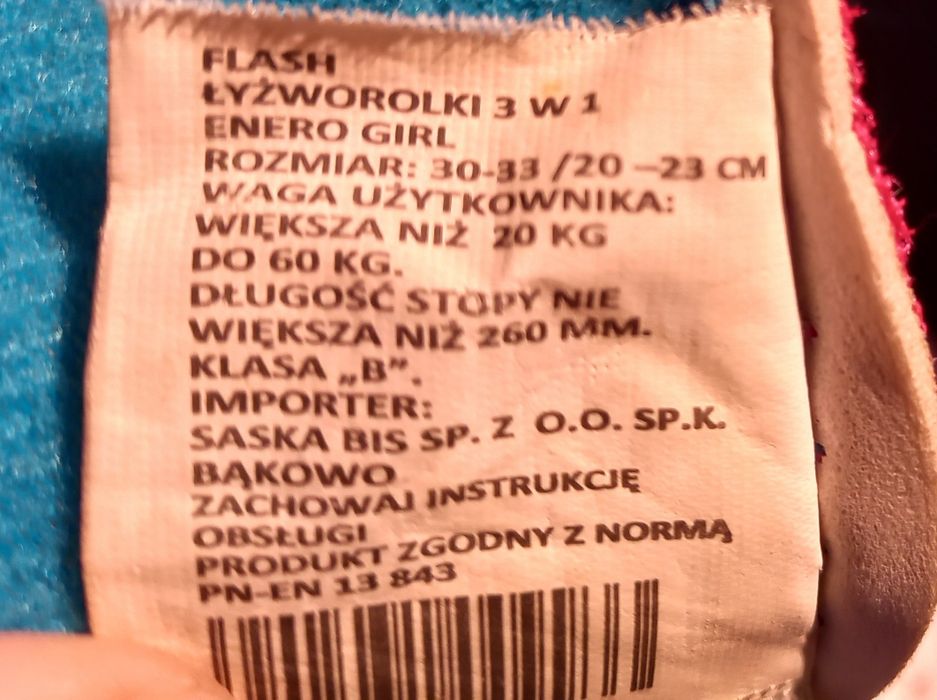 FLASH
ŁYŻWOROLKI 3 W 1
ENERO GIRL
ROZMIAR: 30-33 /20 –23 CM
WAGA UŻYTKOWNIKA:
WIĘKSZA NIŻ 20 KG
DO 60 KG.
DŁUGOŚĆ STOPY NIE
WIĘKSZA NIŻ 260 MM.
KLASA „B”.
IMPORTER:
SASKA BIS SP. Z O.O. SP.K.
BĄKOWO
ZACHOWAJ INSTRUKCJĘ
OBSŁUGI
PRODUKT ZGODNY Z NORMĄ
PN-EN 13 843